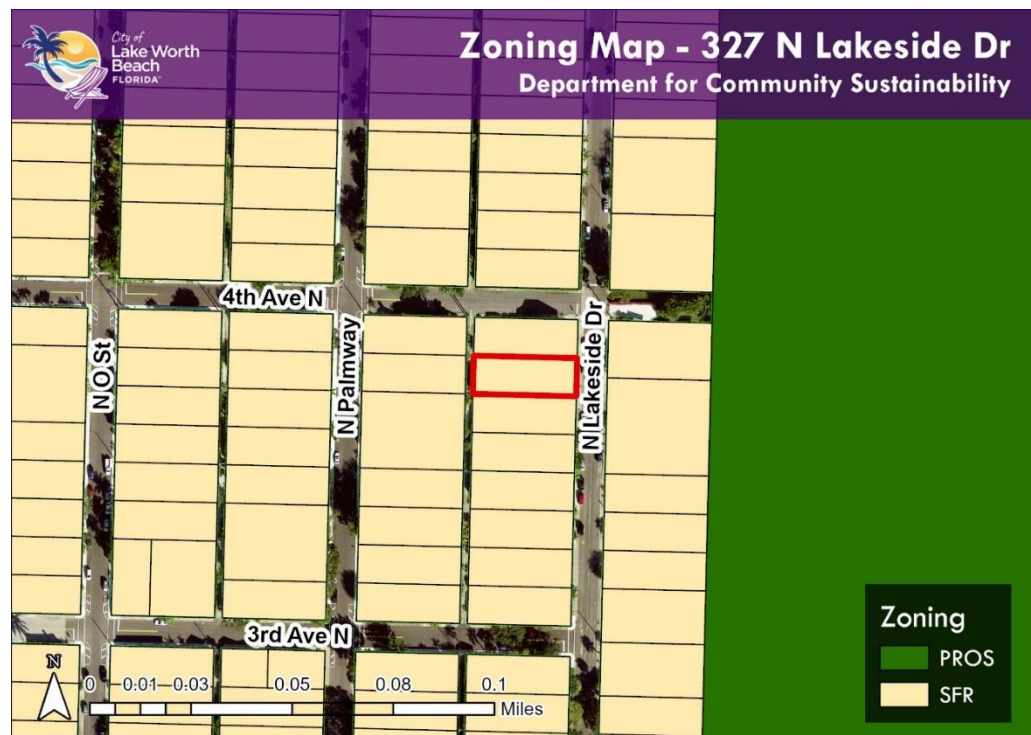 City of
Lake Worth
Beach
FLORIDA
Zoning Map - 327 N Lakeside Dr
Department for Community Sustainability
4th Ave N
N O St
N Palmway
N Lakeside Dr
3rd Ave N
N
0 0.01 0.03 0.05 0.08 0.1
Miles
Zoning
PROS
SFR